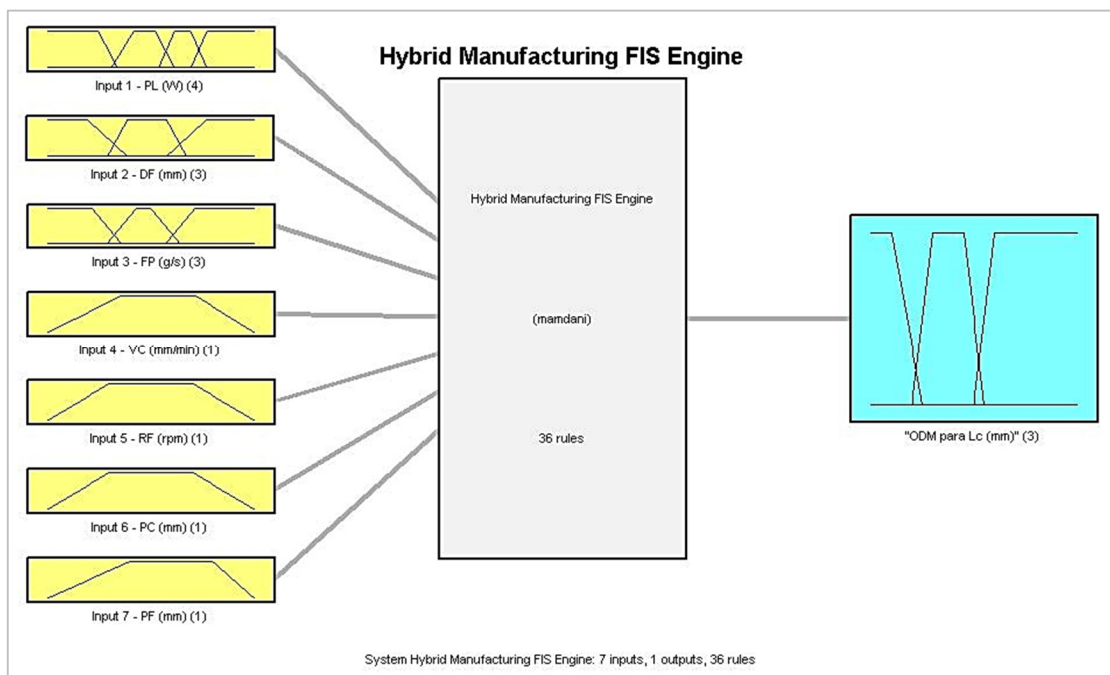 Hybrid Manufacturing FIS Engine
Input 1 - PL (W) (4)
Input 2 - DF (mm) (3)
Input 3 - FP (g/s) (3)
Input 4 - VC (mm/min) (1)
Input 5 - RF (rpm) (1)
Input 6 - PC (mm) (1)
Input 7 - PF (mm) (1)
Hybrid Manufacturing FIS Engine
(mamdani)
36 rules
"ODM para Lc (mm)" (3)
System Hybrid Manufacturing FIS Engine: 7 inputs, 1 outputs, 36 rules